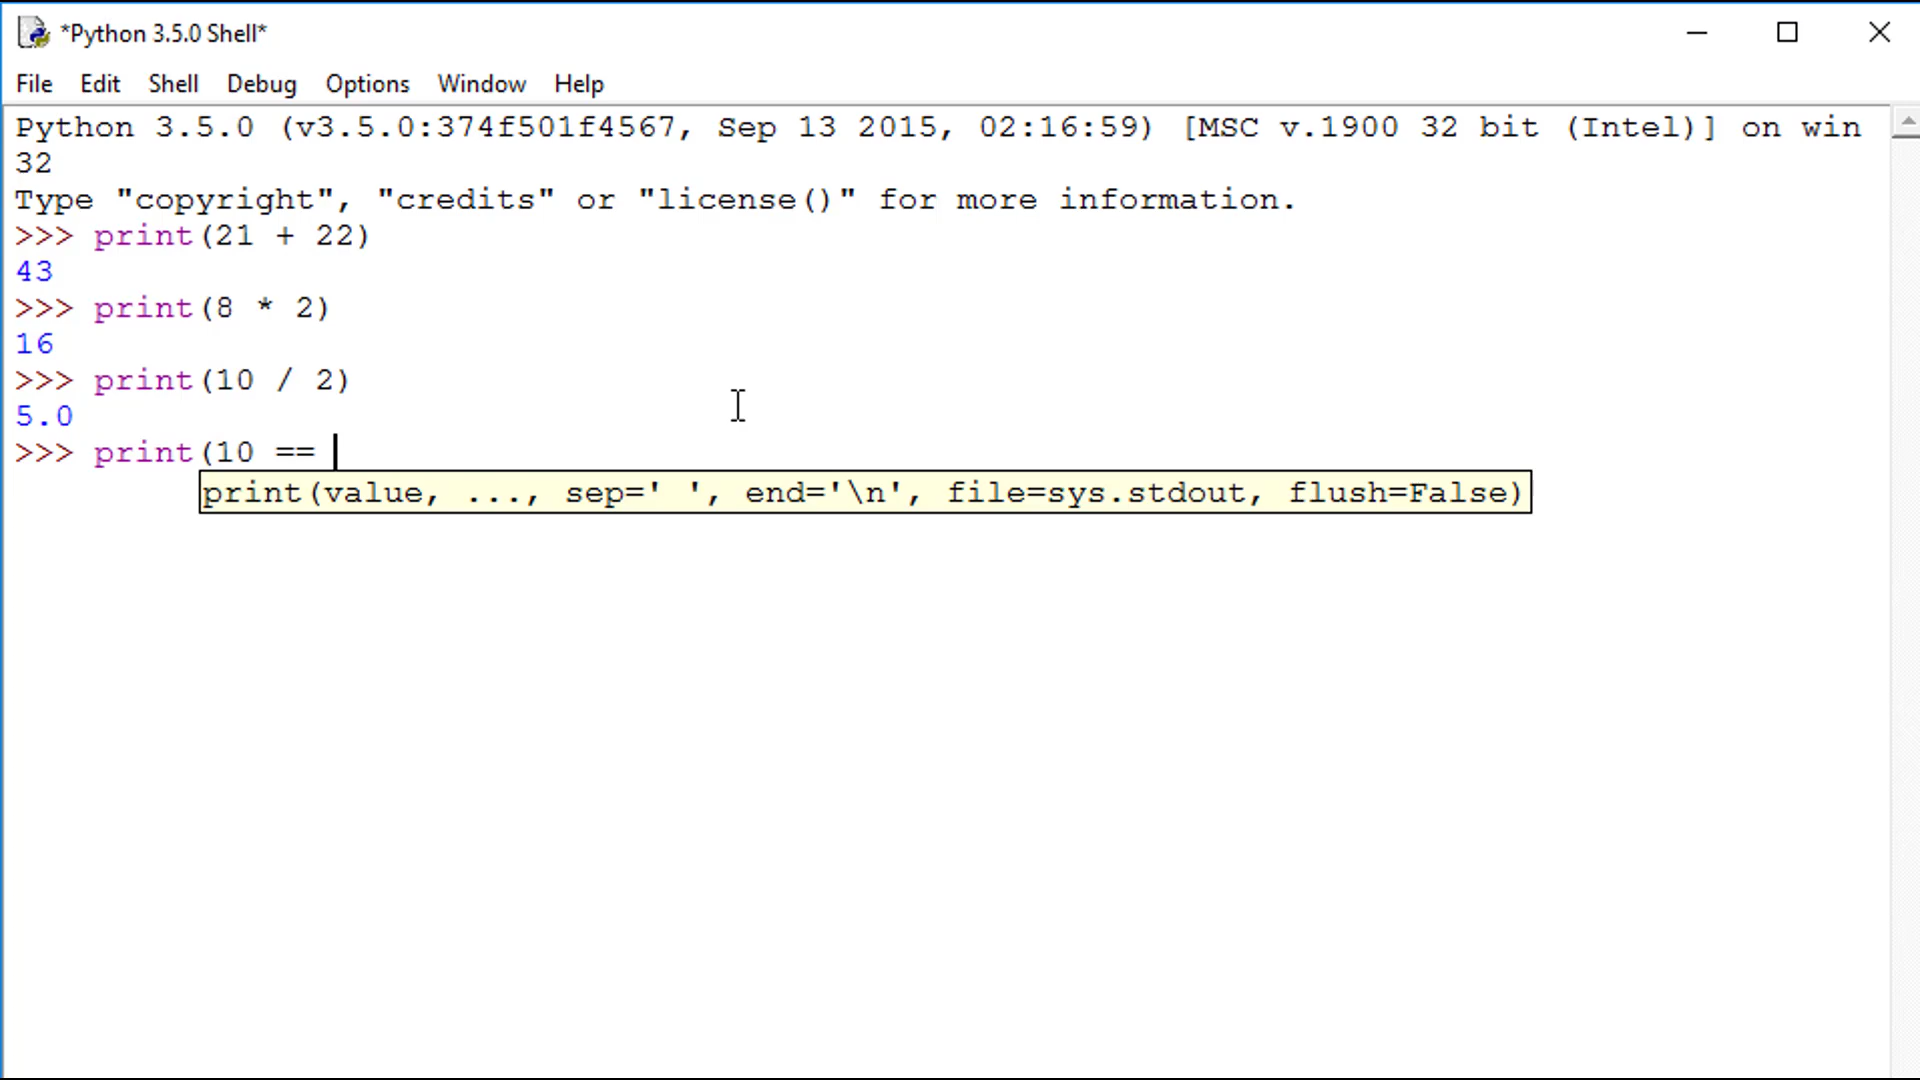 *Python 3.5.0 Shell*
File Edit Shell Debug Options Window Help
Python 3.5.0 (v3.5.0:374f501f4567, Sep 13 2015, 02:16:59) [MSC v.1900 32 bit (Intel)] on win
32
Type "copyright", "credits" or "license()" for more information.
>>> print(21 + 22)
43
>>> print(8 * 2)
16
>>> print(10 / 2)
5.0
>>> print(10 ==
print(value, ..., sep=' ', end='\n', file=sys.stdout, flush=False)